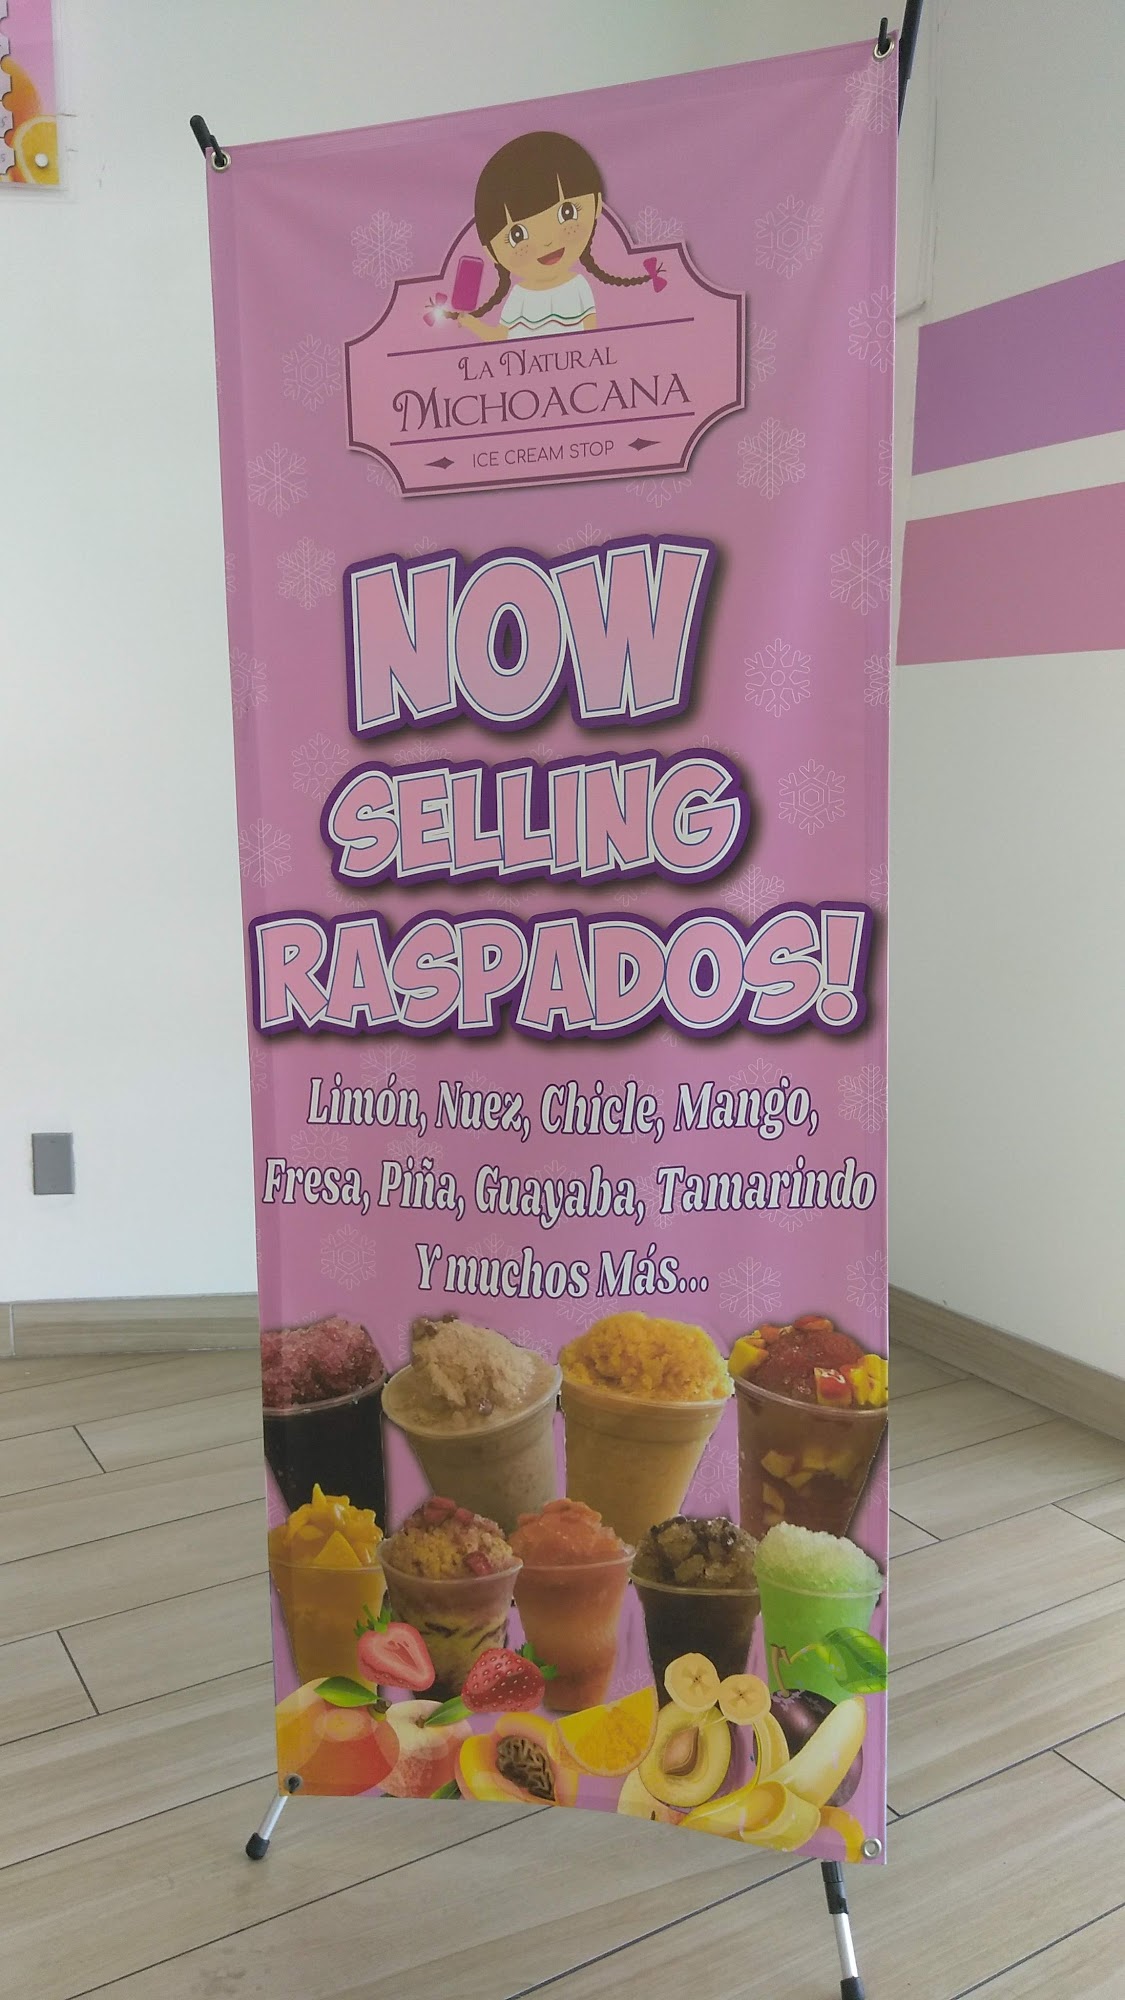 La Natural
Michoacana
ICE CREAM STOP
NOW
SELLING
RASPADOS!
Limón, Nuez, Chicle, Mango,
Fresa, Piña, Guayaba, Tamarindo
Y muchos Más...